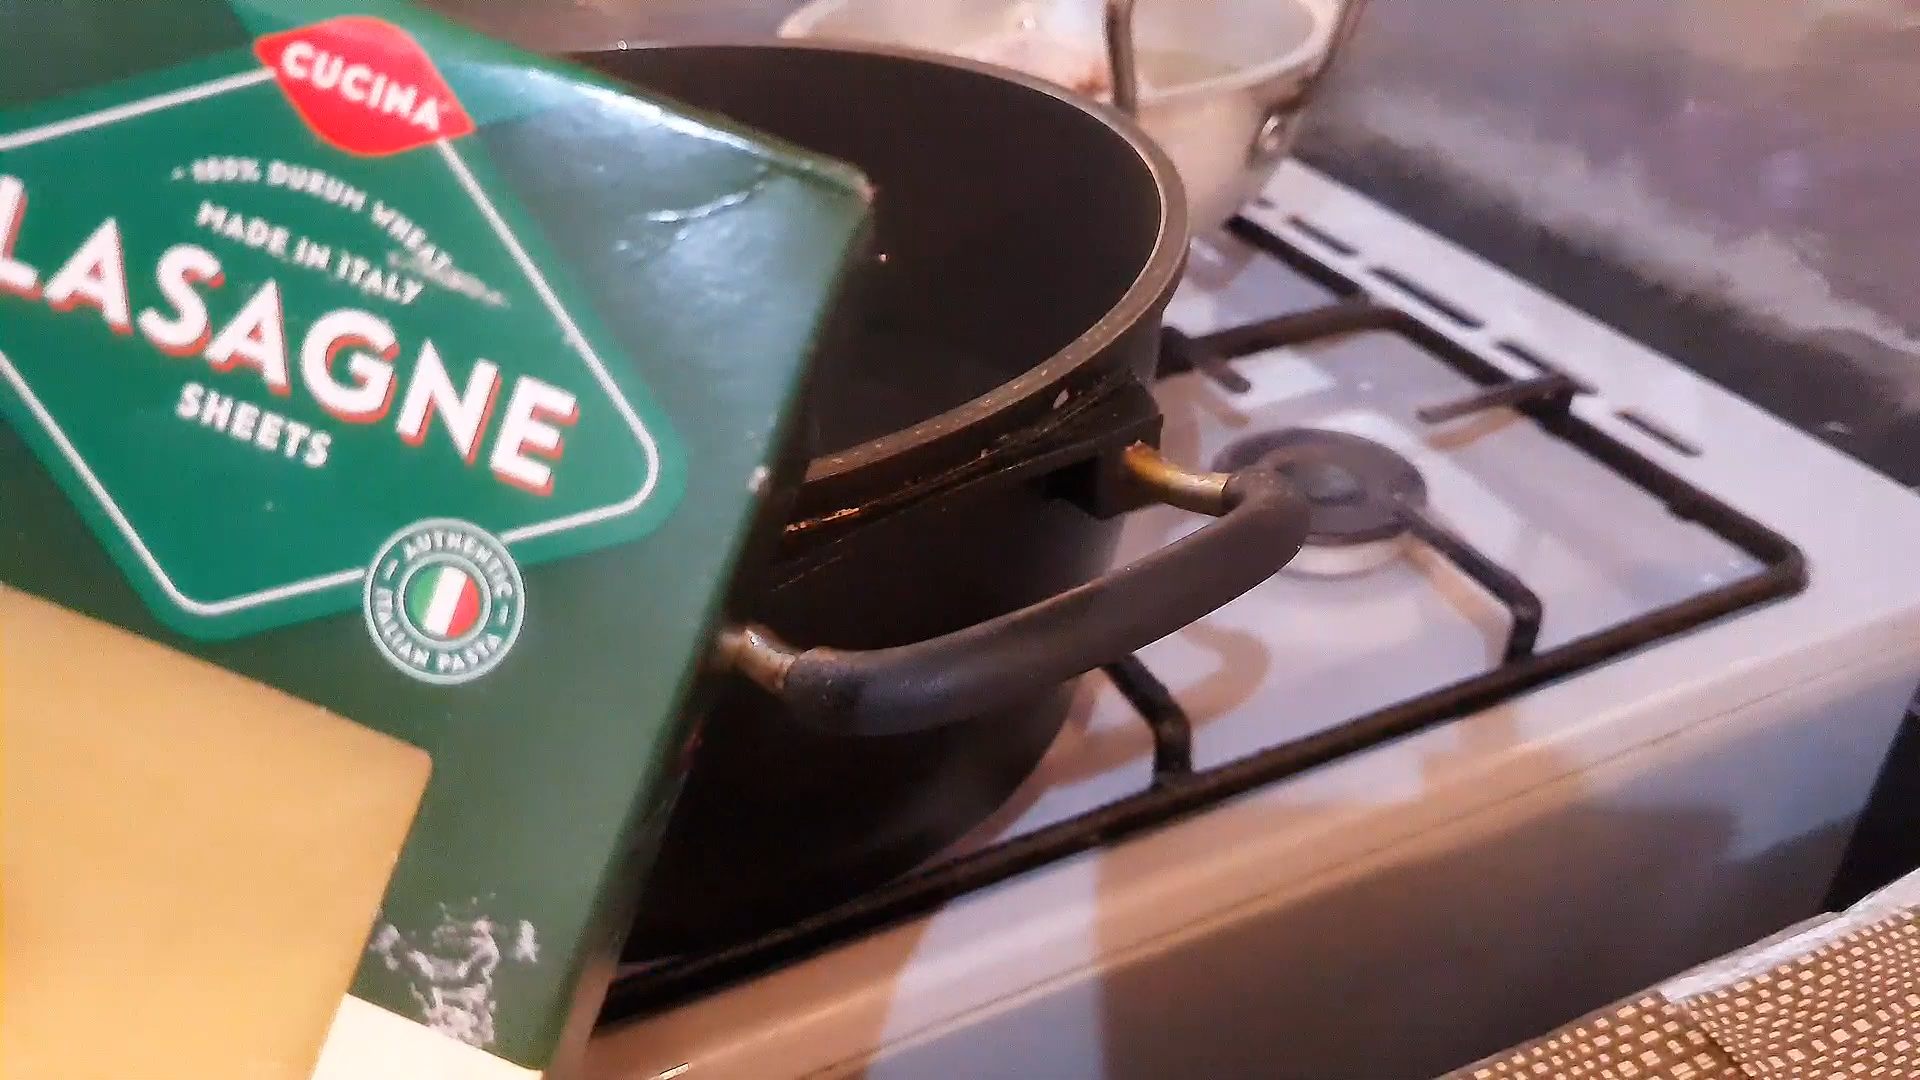 CUCINA
100% DURUM WHEAT
MADE IN ITALY
LASAGNE
SHEETS
AUTHENTIC
ITALIAN PASTA